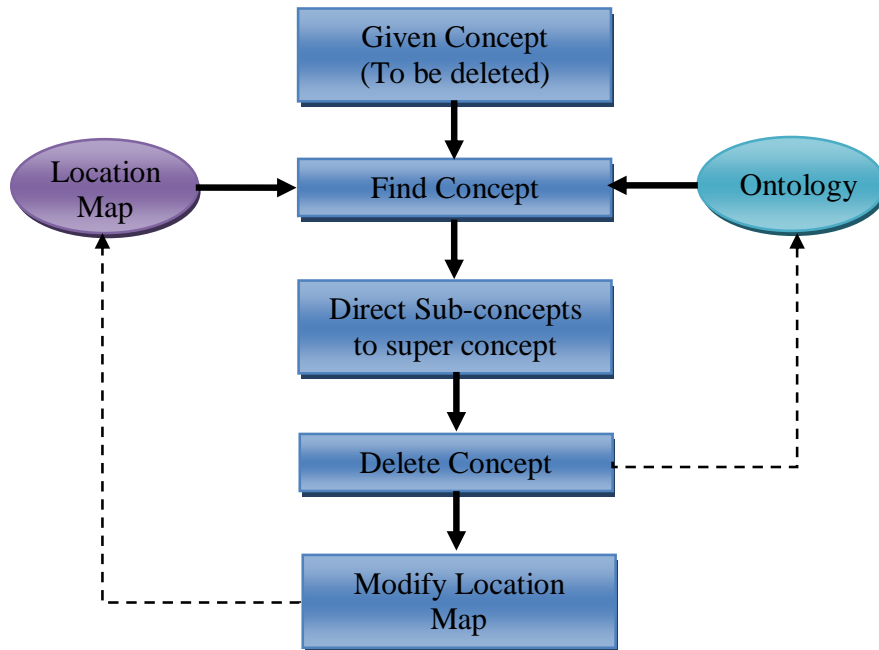 Given Concept
(To be deleted)
Location
Map
Find Concept
Ontology
Direct Sub-concepts
to super concept
Delete Concept
Modify Location
Map